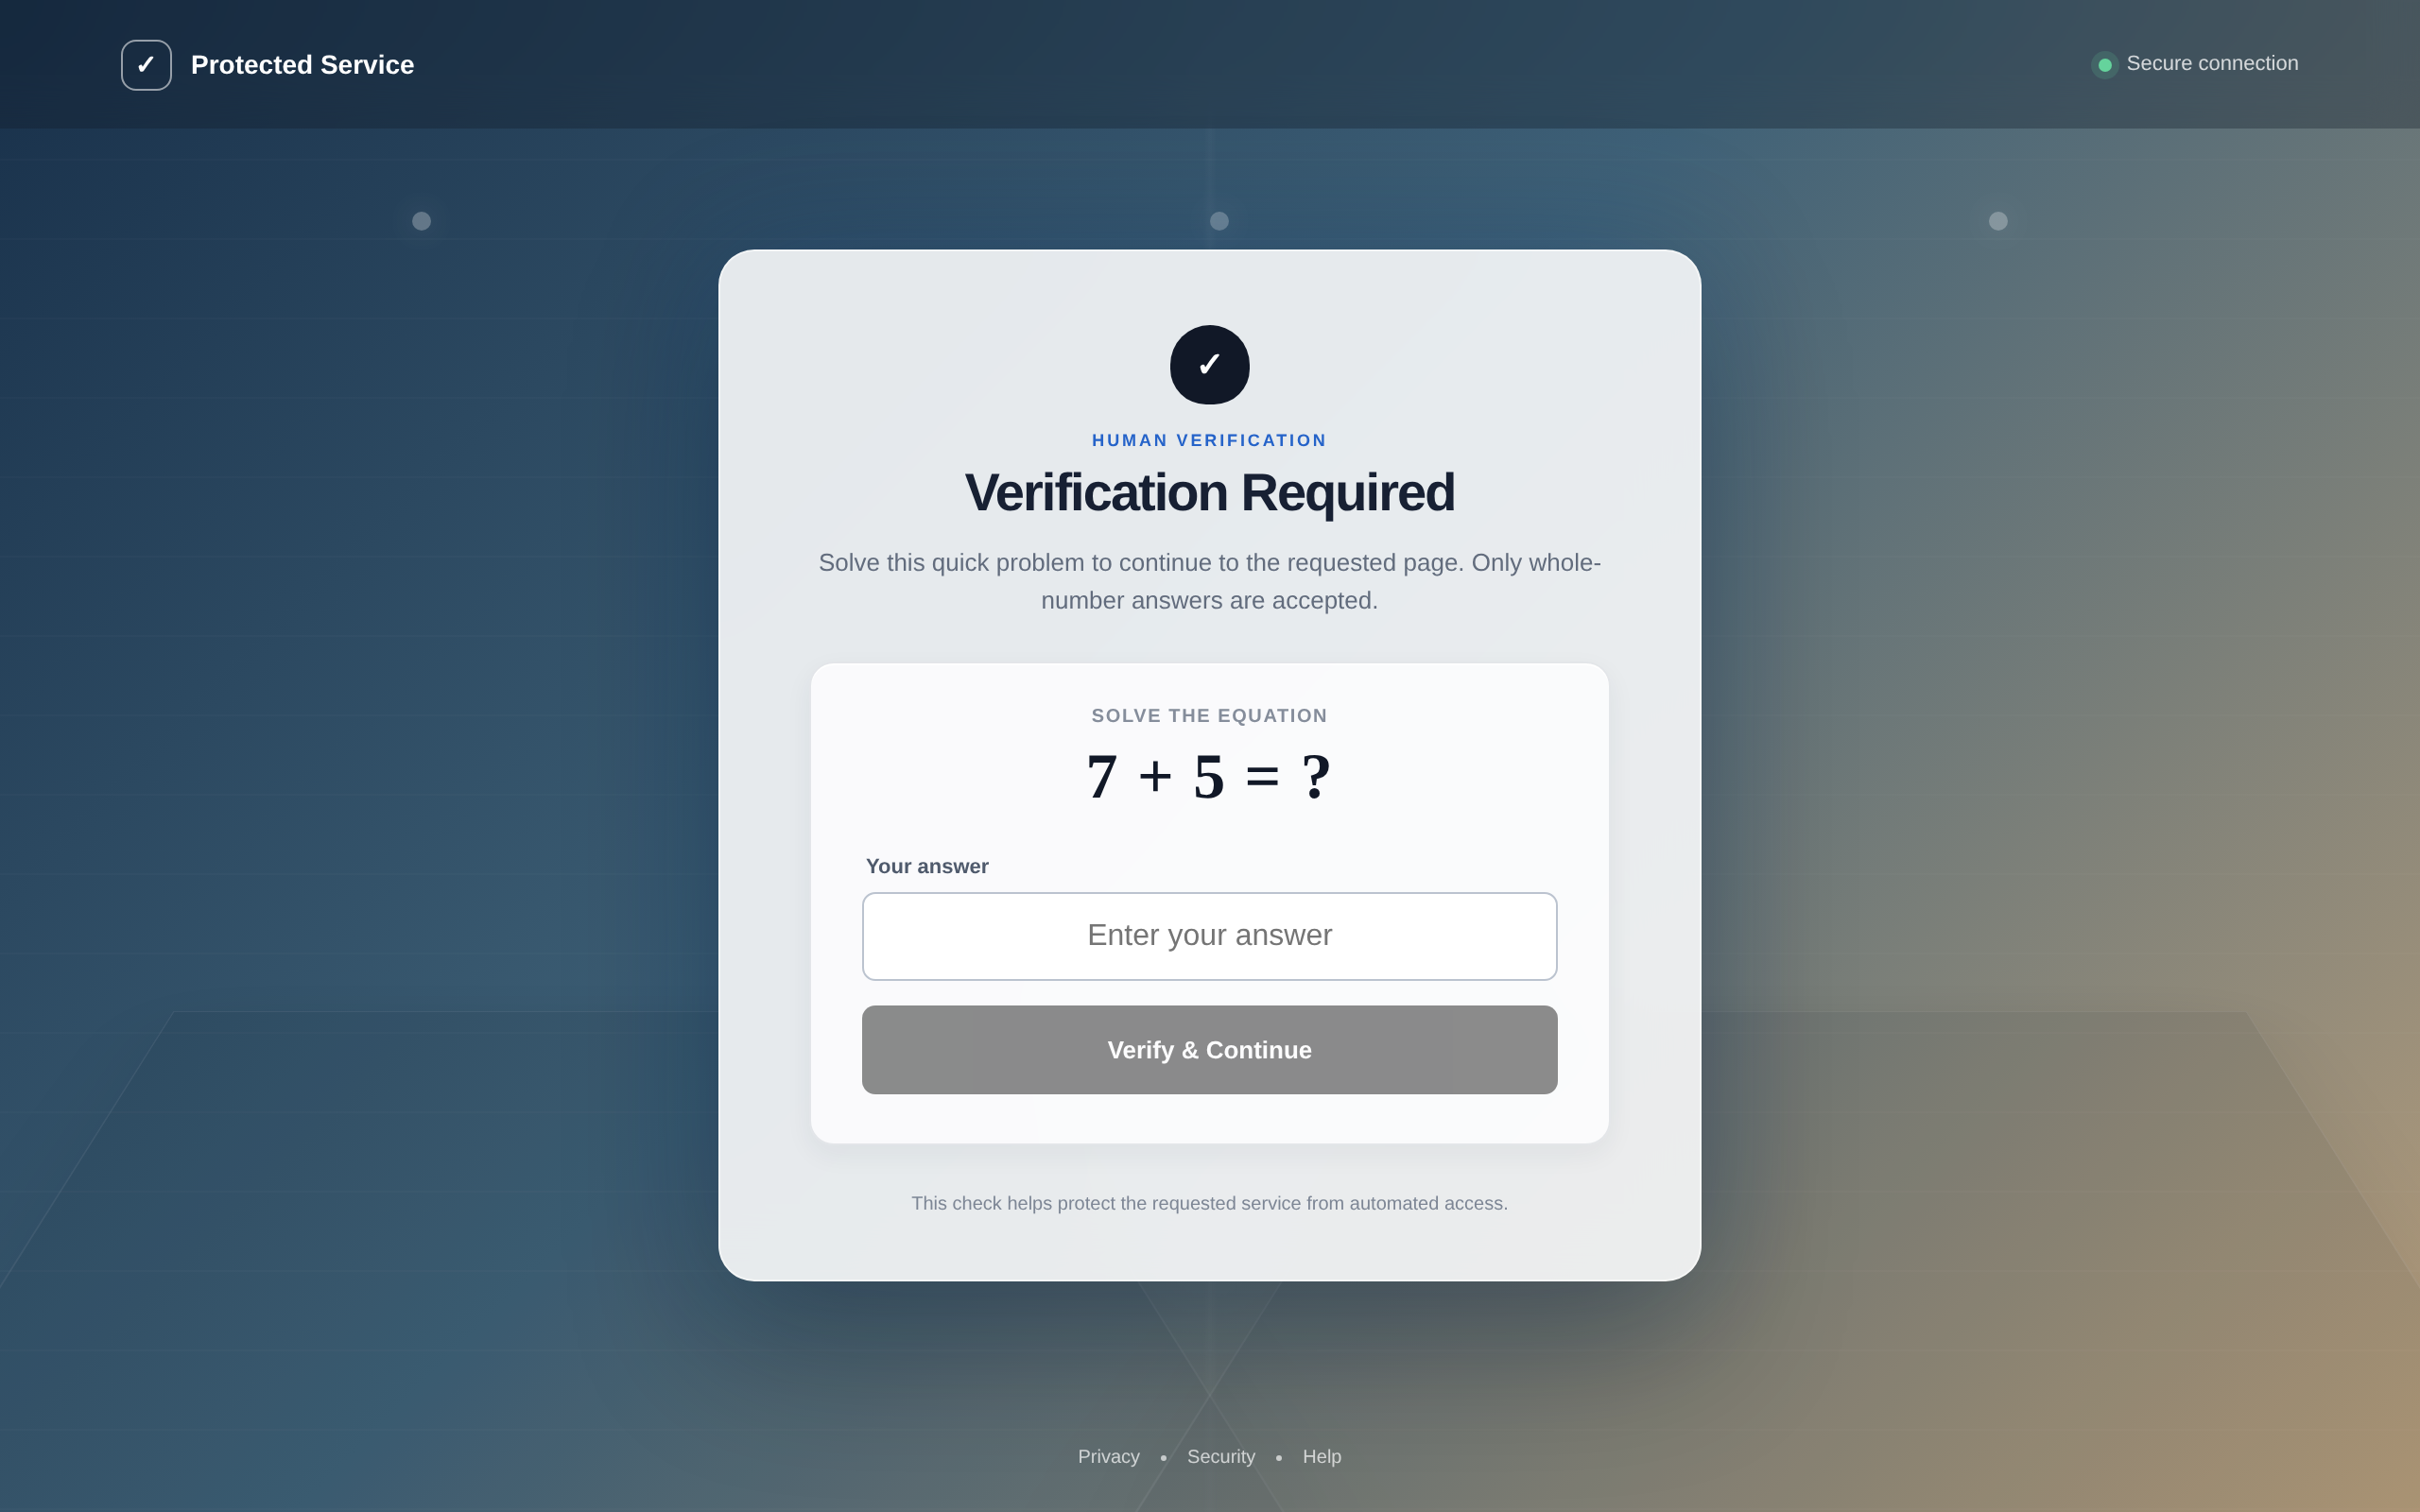 ✓ Protected Service
Secure connection
✓
HUMAN VERIFICATION
Verification Required
Solve this quick problem to continue to the requested page. Only whole-
number answers are accepted.
SOLVE THE EQUATION
7 + 5 = ?
Your answer
Enter your answer
Verify & Continue
This check helps protect the requested service from automated access.
Privacy • Security • Help